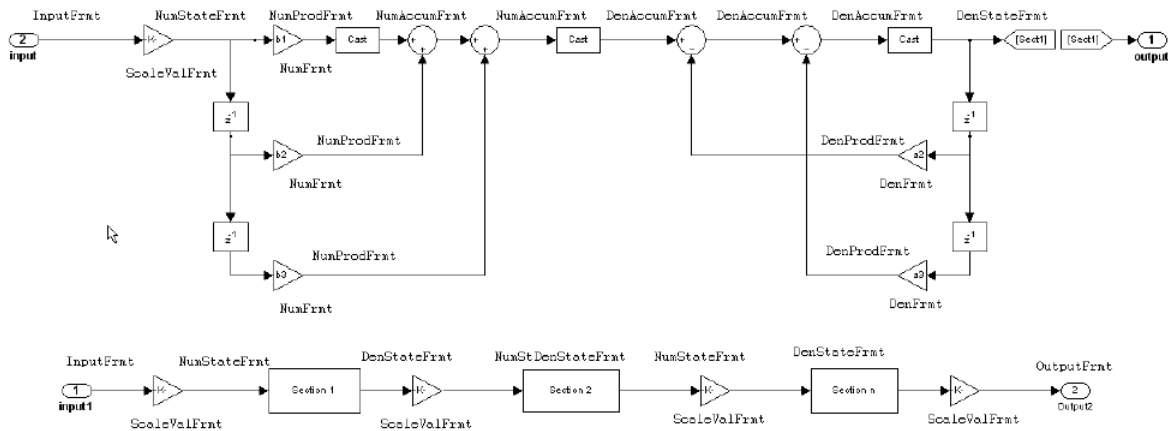 InputFrmt NumStateFrmt NumProdFrmt NumAccumFrmt NumAccumFrmt DenAccumFrmt DenAccumFrmt DenAccumFrmt DenStateFrmt
2 K b1 Cast + + + + Cast + − + − Cast [Sect1] [Sect1] 1
input output
ScaleValFrmt NumFrmt
z-1 z-1
NumProdFrmt DenProdFrmt
b2 a2
NumFrmt DenFrmt
z-1 z-1
NumProdFrmt DenProdFrmt
b3 a3
NumFrmt DenFrmt
InputFrmt NumStateFrmt DenStateFrmt NumStDenStateFrmt NumStateFrmt DenStateFrmt OutputFrmt
1 K Section 1 K Section 2 K Section n K 2
input1 Output2
ScaleValFrmt ScaleValFrmt ScaleValFrmt ScaleValFrmt